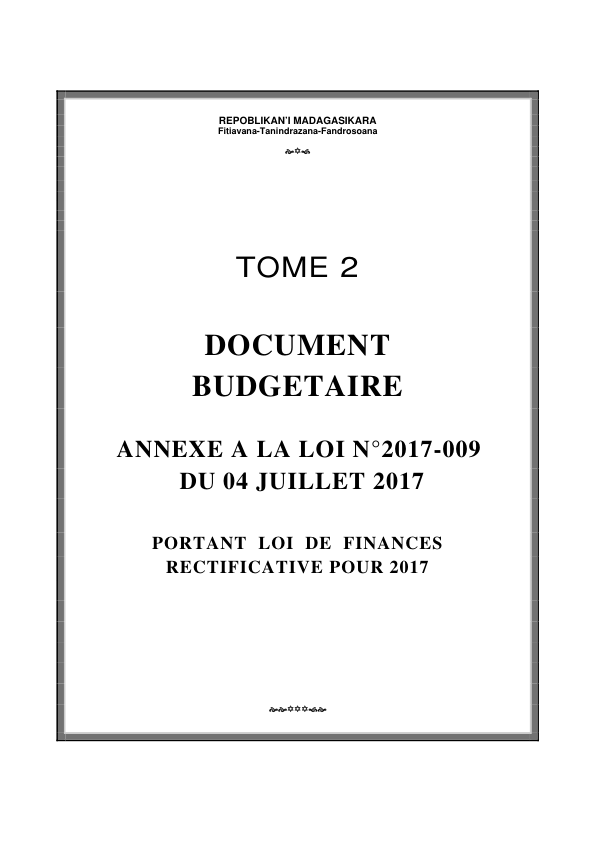 REPOBLIKAN'I MADAGASIKARA
Fitiavana-Tanindrazana-Fandrosoana
TOME 2
DOCUMENT
BUDGETAIRE
ANNEXE A LA LOI N°2017-009
DU 04 JUILLET 2017
PORTANT LOI DE FINANCES
RECTIFICATIVE POUR 2017